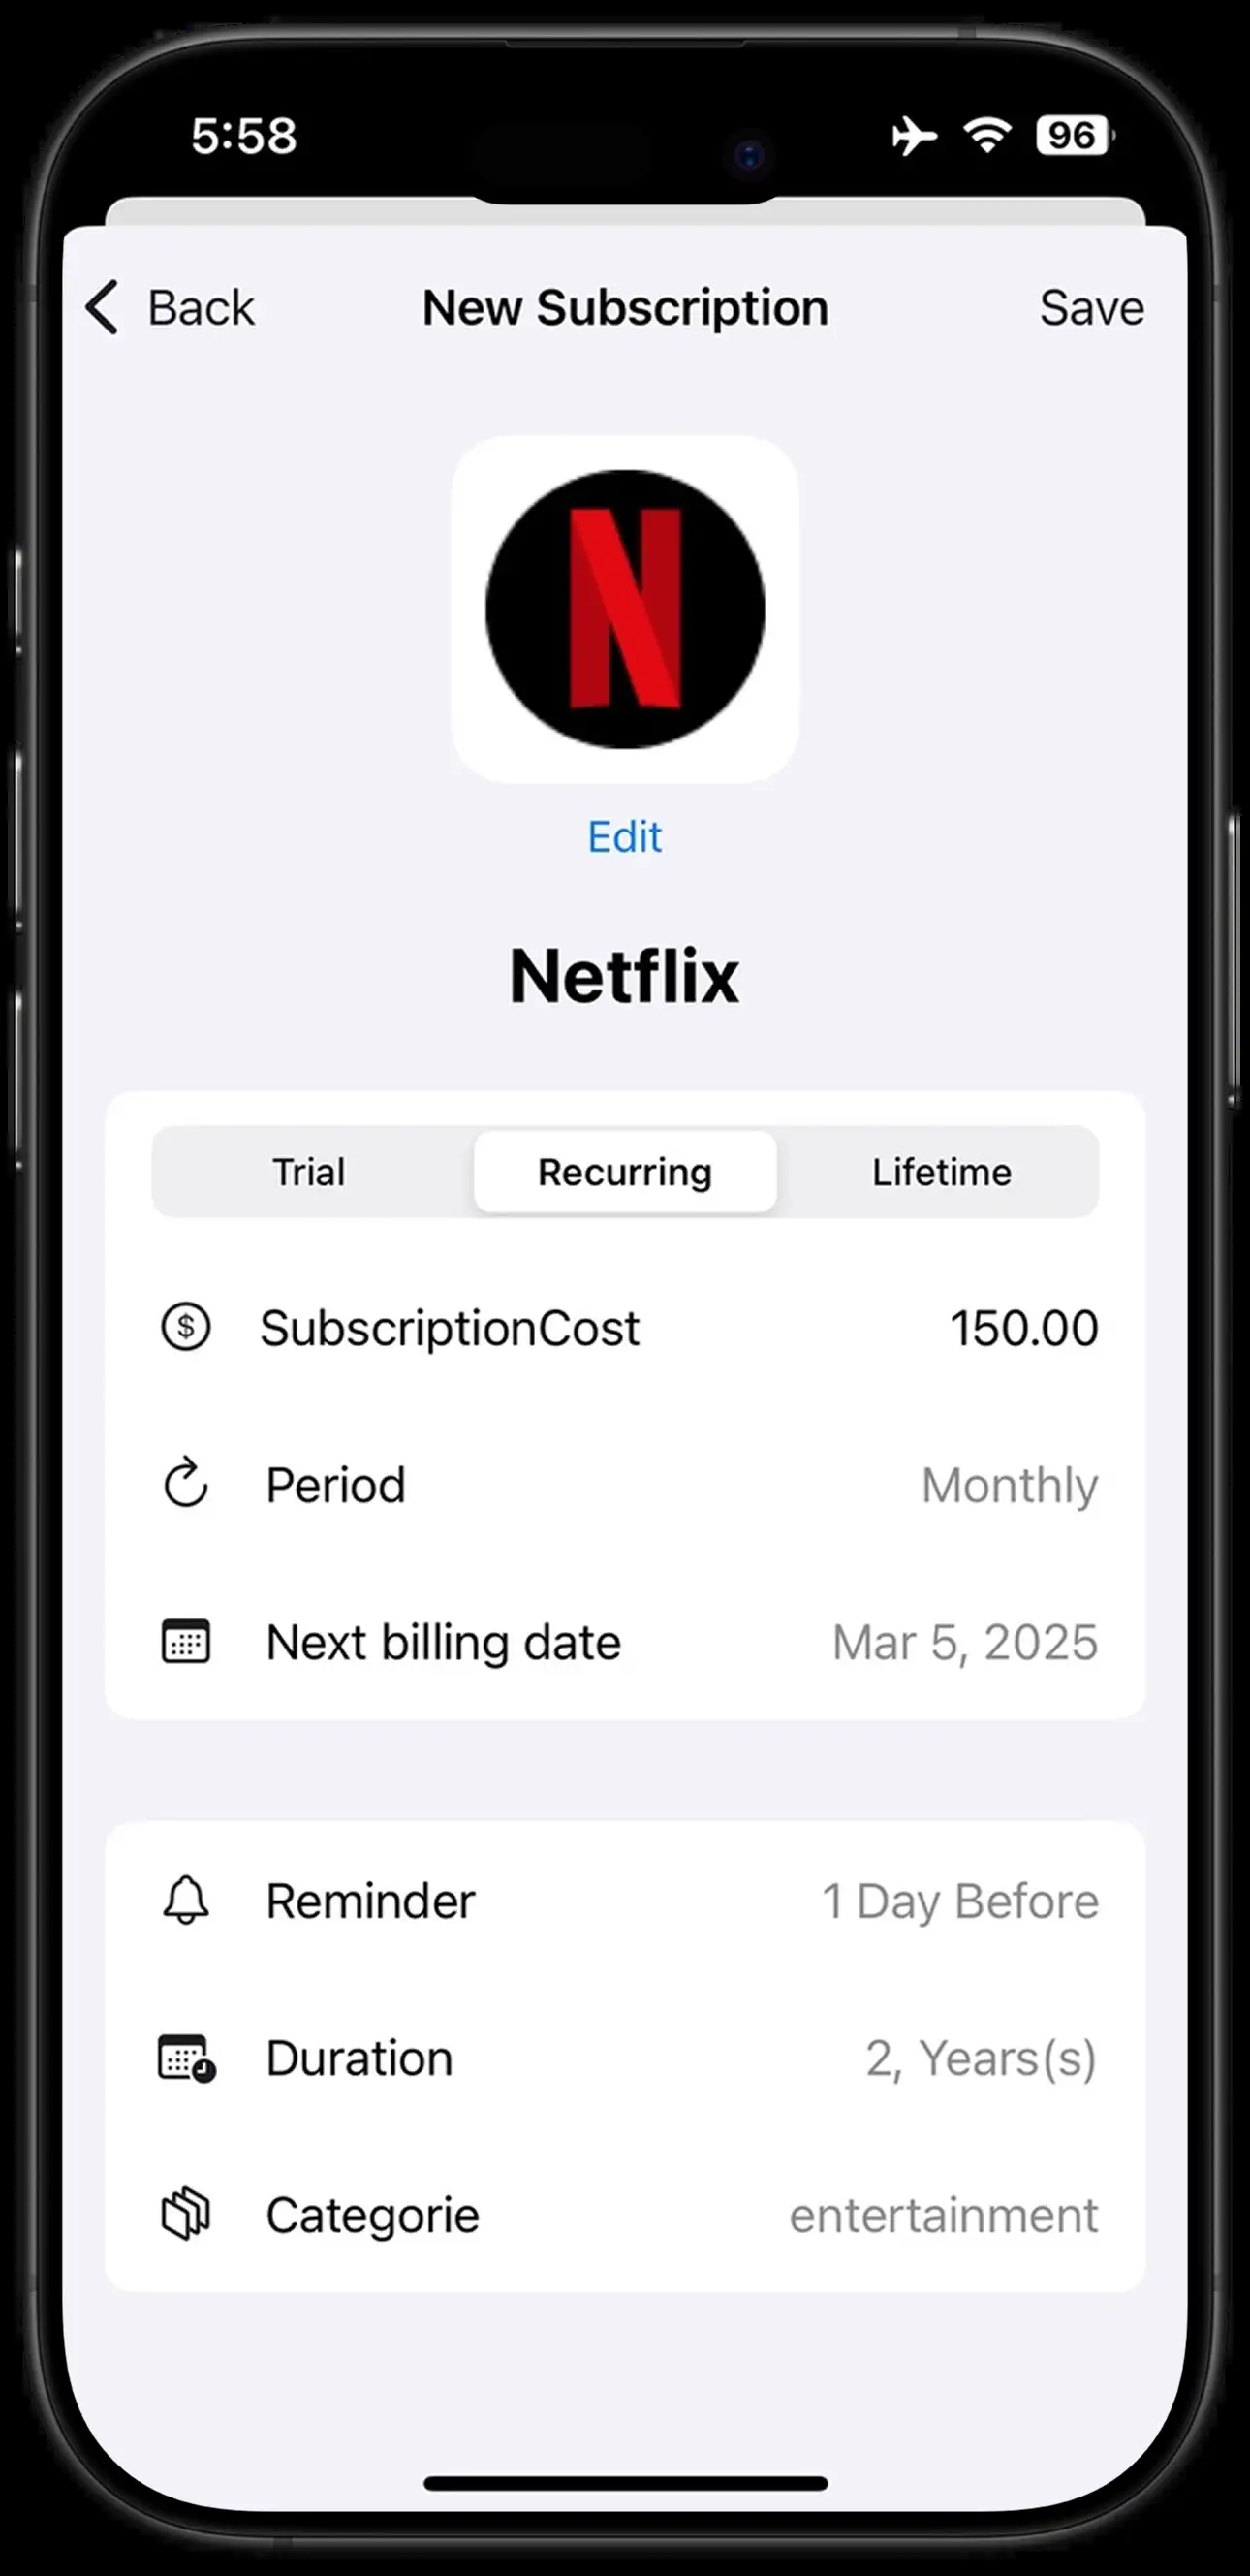 5:58 96
Back New Subscription Save
N
Edit
Netflix
Trial Recurring Lifetime
$ SubscriptionCost 150.00
Period Monthly
Next billing date Mar 5, 2025
Reminder 1 Day Before
Duration 2, Years(s)
Categorie entertainment